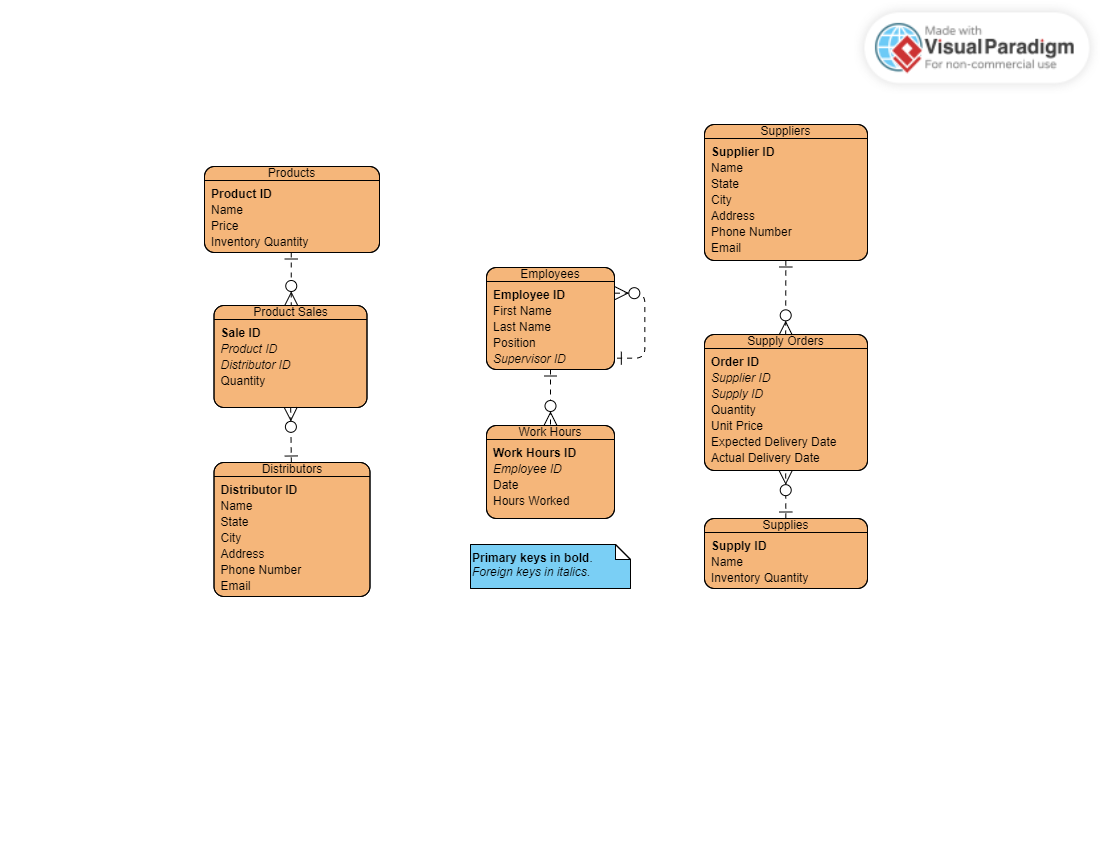 Made with
Visual Paradigm
For non-commercial use
Products
Product ID
Name
Price
Inventory Quantity
Product Sales
Sale ID
Product ID
Distributor ID
Quantity
Distributors
Distributor ID
Name
State
City
Address
Phone Number
Email
Employees
Employee ID
First Name
Last Name
Position
Supervisor ID
Work Hours
Work Hours ID
Employee ID
Date
Hours Worked
Primary keys in bold.
Foreign keys in italics.
Suppliers
Supplier ID
Name
State
City
Address
Phone Number
Email
Supply Orders
Order ID
Supplier ID
Supply ID
Quantity
Unit Price
Expected Delivery Date
Actual Delivery Date
Supplies
Supply ID
Name
Inventory Quantity